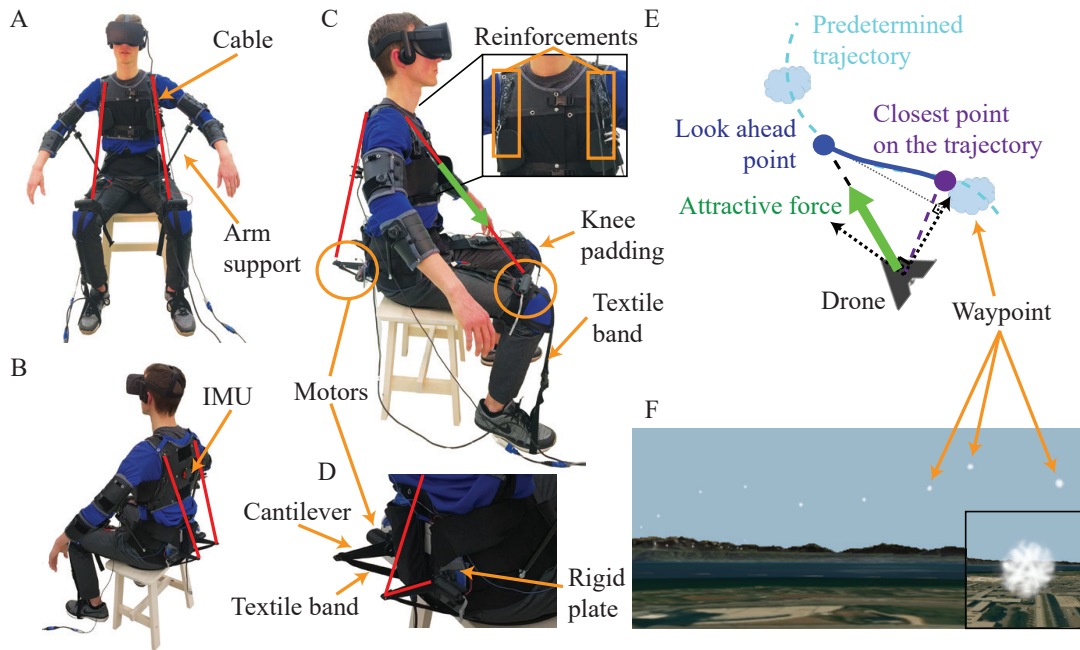 A
Cable
Arm
support
B
IMU
C
Reinforcements
Knee
padding
Textile
band
Motors
D
Cantilever
Textile band
Rigid
plate
E
Predetermined
trajectory
Look ahead
point
Closest point
on the trajectory
Attractive force
Drone
Waypoint
F